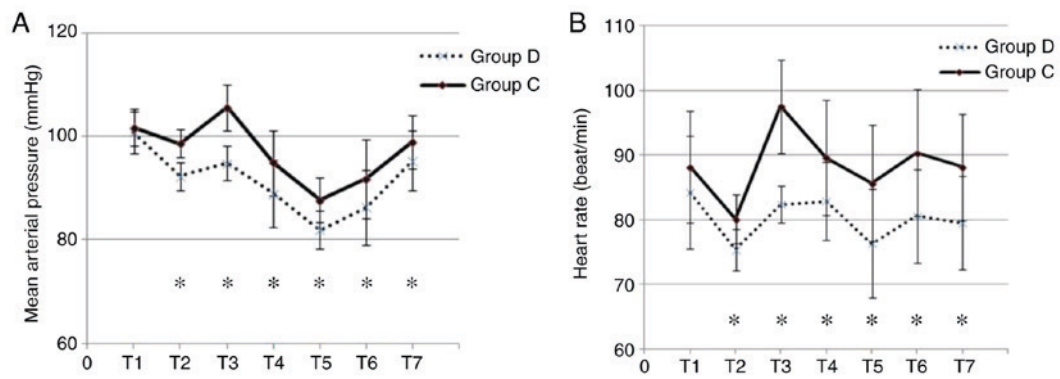 A
120
100
80
60
Mean arterial pressure (mmHg)
Group D
Group C
* * * * * *
0 T1 T2 T3 T4 T5 T6 T7
B
110
100
90
80
70
60
Heart rate (beat/min)
Group D
Group C
* * * * * *
0 T1 T2 T3 T4 T5 T6 T7